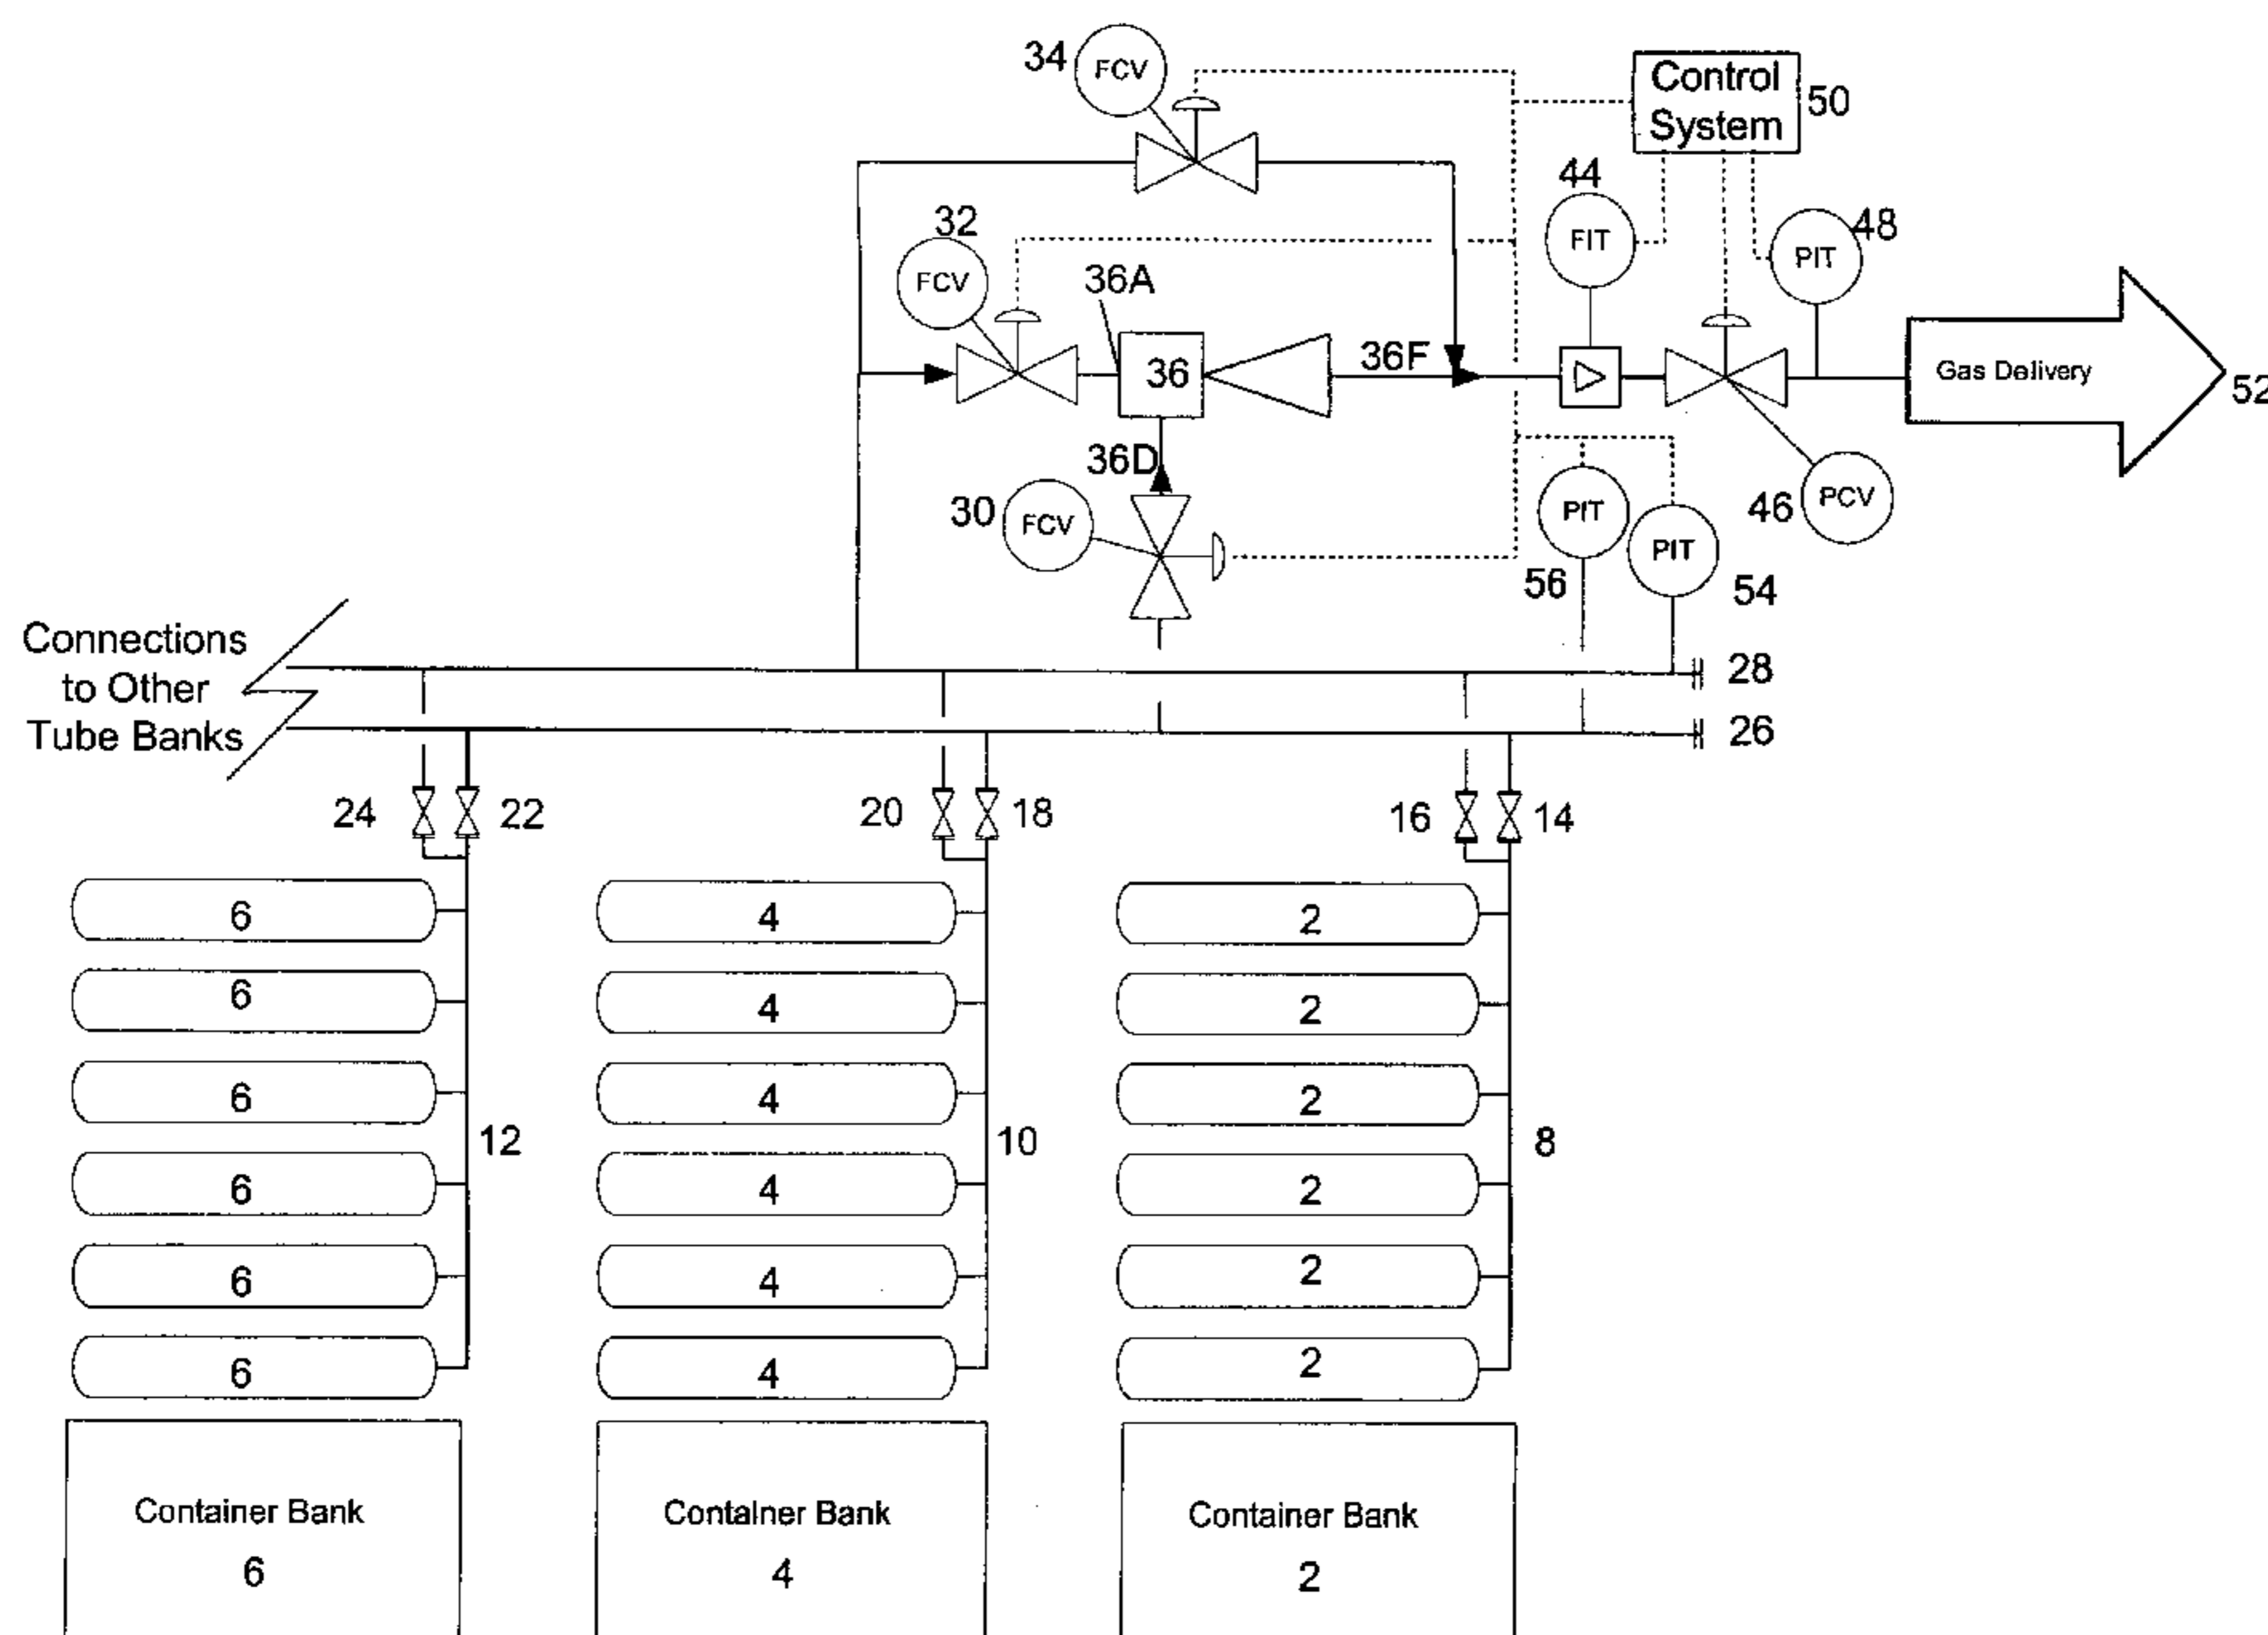 34
FCV
Control
System
50
44
FIT
48
PIT
32
FCV
36A
36
36F
Gas Delivery
52
36D
30
FCV
PIT
PIT
46
PCV
56
54
Connections
to Other
Tube Banks
28
26
24
22
20
18
16
14
6
4
2
6
4
2
6
4
2
12
10
8
6
4
2
6
4
2
6
4
2
Container Bank
6
Container Bank
4
Container Bank
2